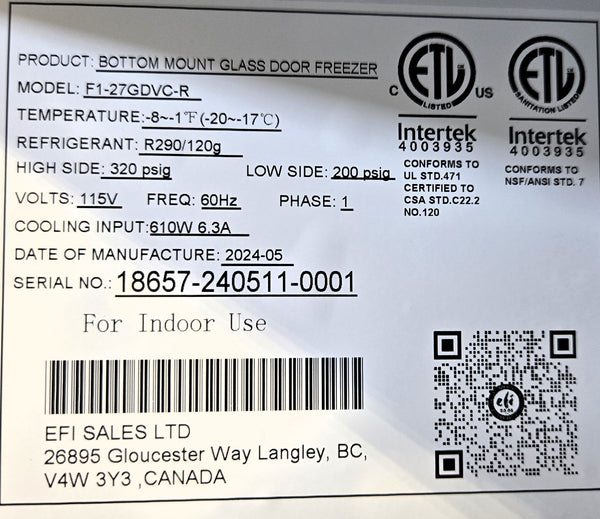 PRODUCT: BOTTOM MOUNT GLASS DOOR FREEZER
MODEL: F1-27GDVC-R
TEMPERATURE:-8~-1℉(-20~-17℃)
REFRIGERANT: R290/120g
HIGH SIDE: 320 psig LOW SIDE: 200 psig
VOLTS: 115V FREQ: 60Hz PHASE: 1
COOLING INPUT:610W 6.3A
DATE OF MANUFACTURE: 2024-05
SERIAL NO.: 18657-240511-0001
For Indoor Use
EFI SALES LTD
26895 Gloucester Way Langley, BC,
V4W 3Y3 ,CANADA
ETL
LISTED
C US
Intertek
4003935
CONFORMS TO
UL STD.471
CERTIFIED TO
CSA STD.C22.2
NO.120
ETL
SANITATION LISTED
Intertek
4003935
CONFORMS TO
NSF/ANSI STD. 7
efi